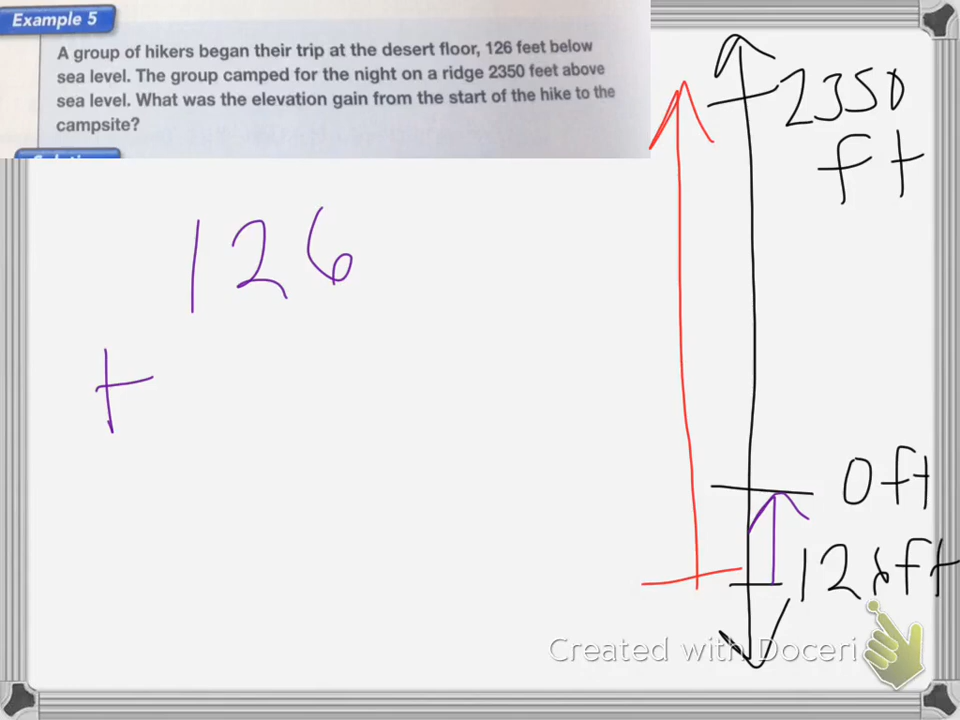 Example 5
A group of hikers began their trip at the desert floor, 126 feet below
sea level. The group camped for the night on a ridge 2350 feet above
sea level. What was the elevation gain from the start of the hike to the
campsite?
126
+
2350
ft
0 ft
126ft
Created with Doceri